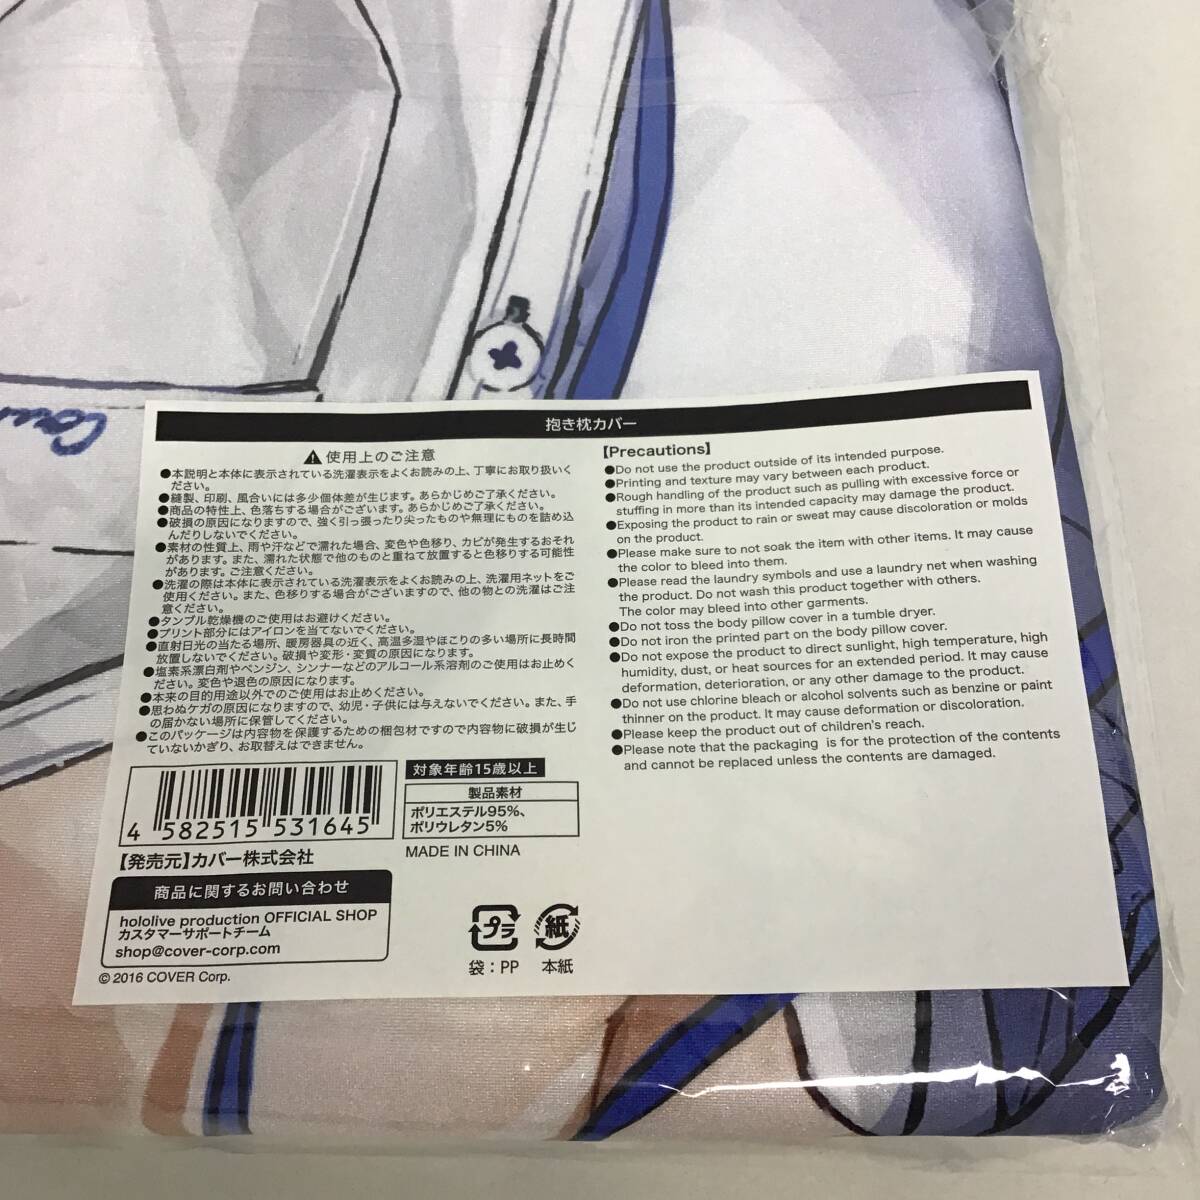 抱き枕カバー
使用上のご注意
●本説明と本体に表示されている洗濯表示をよくお読みの上、丁寧にお取り扱いく
ださい。
●縫製、印刷、風合いには多少個体差が生じます。あらかじめご了承ください。
●商品の特性上、色落ちする場合がございます。あらかじめご了承ください。
●破損の原因になりますので、強く引っ張ったり尖ったものや無理にものを詰め込
んだりしないでください。
●素材の性質上、雨や汗などで濡れた場合、変色や色移り、カビが発生するおそれ
があります。また、濡れた状態で他のものと重ねて放置すると色移りする可能性
があります。ご注意ください。
●洗濯の際は本体に表示されている洗濯表示をよくお読みの上、洗濯用ネットをご
使用ください。また、色移りする場合がございますので、他の物との洗濯はご注
意ください。
●タンブル乾燥機のご使用はお避けください。
●プリント部分にはアイロンを当てないでください。
●直射日光の当たる場所、暖房器具の近く、高温多湿やほこりの多い場所に長時間
放置しないでください。破損や変形・変質の原因になります。
●塩素系漂白剤やベンジン、シンナーなどのアルコール系溶剤のご使用はお止めく
ださい。変色や退色の原因になります。
●本来の目的用途以外でのご使用はお止めください。
●思わぬケガの原因になりますので、幼児・子供には与えないでください。また、手
の届かない場所に保管してください。
●このパッケージは内容物を保護するための梱包材ですので内容物に破損が生じ
ていないかぎり、お取替えはできません。
【Precautions】
●Do not use the product outside of its intended purpose.
●Printing and texture may vary between each product.
●Rough handling of the product such as pulling with excessive force or
stuffing in more than its intended capacity may damage the product.
●Exposing the product to rain or sweat may cause discoloration or molds
on the product.
●Please make sure to not soak the item with other items. It may cause
the color to bleed into them.
●Please read the laundry symbols and use a laundry net when washing
the product. Do not wash this product together with others.
The color may bleed into other garments.
●Do not toss the body pillow cover in a tumble dryer.
●Do not iron the printed part on the body pillow cover.
●Do not expose the product to direct sunlight, high temperature, high
humidity, dust, or heat sources for an extended period. It may cause
deformation, deterioration, or any other damage to the product.
●Do not use chlorine bleach or alcohol solvents such as benzine or paint
thinner on the product. It may cause deformation or discoloration.
●Please keep the product out of children's reach.
●Please note that the packaging is for the protection of the contents
and cannot be replaced unless the contents are damaged.
4 582515 531645
対象年齢15歳以上
製品素材
ポリエステル95%、
ポリウレタン5%
MADE IN CHINA
【発売元】カバー株式会社
商品に関するお問い合わせ
hololive production OFFICIAL SHOP
カスタマーサポートチーム
shop@cover-corp.com
© 2016 COVER Corp.
プラ
紙
袋：PP
本紙